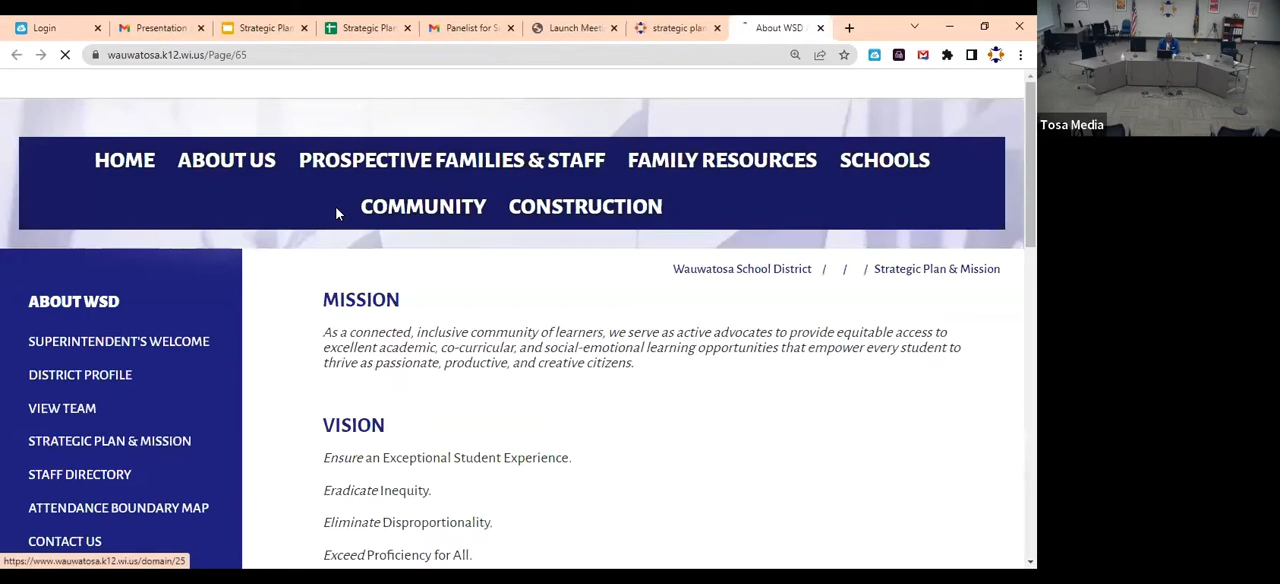 Login
Presentation
Strategic Plan
Strategic Plan
Panelist for S
Launch Meeti
strategic plan
About WSD
wauwatosa.k12.wi.us/Page/65
Tosa Media
HOME ABOUT US PROSPECTIVE FAMILIES & STAFF FAMILY RESOURCES SCHOOLS
COMMUNITY CONSTRUCTION
Wauwatosa School District / / / Strategic Plan & Mission
ABOUT WSD
SUPERINTENDENT'S WELCOME
DISTRICT PROFILE
VIEW TEAM
STRATEGIC PLAN & MISSION
STAFF DIRECTORY
ATTENDANCE BOUNDARY MAP
CONTACT US
MISSION
As a connected, inclusive community of learners, we serve as active advocates to provide equitable access to
excellent academic, co-curricular, and social-emotional learning opportunities that empower every student to
thrive as passionate, productive, and creative citizens.
VISION
Ensure an Exceptional Student Experience.
Eradicate Inequity.
Eliminate Disproportionality.
Exceed Proficiency for All.
https://www.wauwatosa.k12.wi.us/domain/25